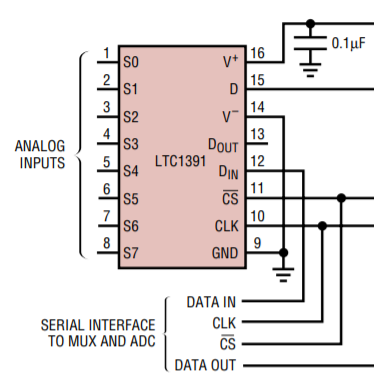 1 S0 V+ 16
0.1µF
2 S1 D 15
3 S2 V− 14
4 S3 DOUT 13
ANALOG
INPUTS
LTC1391
5 S4 DIN 12
6 S5 C̅S̅ 11
7 S6 CLK 10
8 S7 GND 9
DATA IN
SERIAL INTERFACE
TO MUX AND ADC
CLK
C̅S̅
DATA OUT